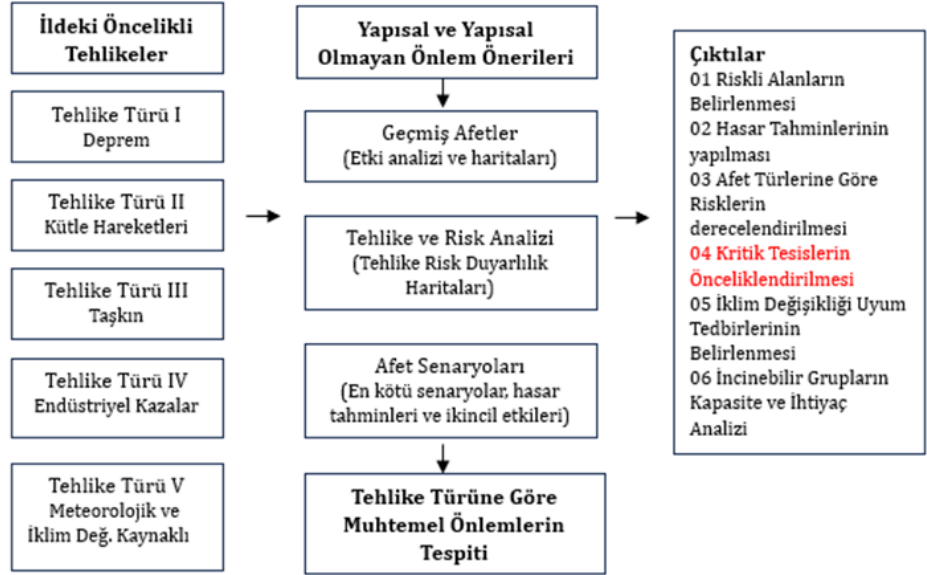 İldeki Öncelikli
Tehlikeler
Tehlike Türü I
Deprem
Tehlike Türü II
Kütle Hareketleri
Tehlike Türü III
Taşkın
Tehlike Türü IV
Endüstriyel Kazalar
Tehlike Türü V
Meteorolojik ve
İklim Değ. Kaynaklı
Yapısal ve Yapısal
Olmayan Önlem Önerileri
Geçmiş Afetler
(Etki analizi ve haritaları)
Tehlike ve Risk Analizi
(Tehlike Risk Duyarlılık
Haritaları)
Afet Senaryoları
(En kötü senaryolar, hasar
tahminleri ve ikincil etkileri)
Tehlike Türüne Göre
Muhtemel Önlemlerin
Tespiti
Çıktılar
01 Riskli Alanların
Belirlenmesi
02 Hasar Tahminlerinin
yapılması
03 Afet Türlerine Göre
Risklerin
derecelendirilmesi
04 Kritik Tesislerin
Önceliklendirilmesi
05 İklim Değişikliği Uyum
Tedbirlerinin
Belirlenmesi
06 İncinebilir Grupların
Kapasite ve İhtiyaç
Analizi